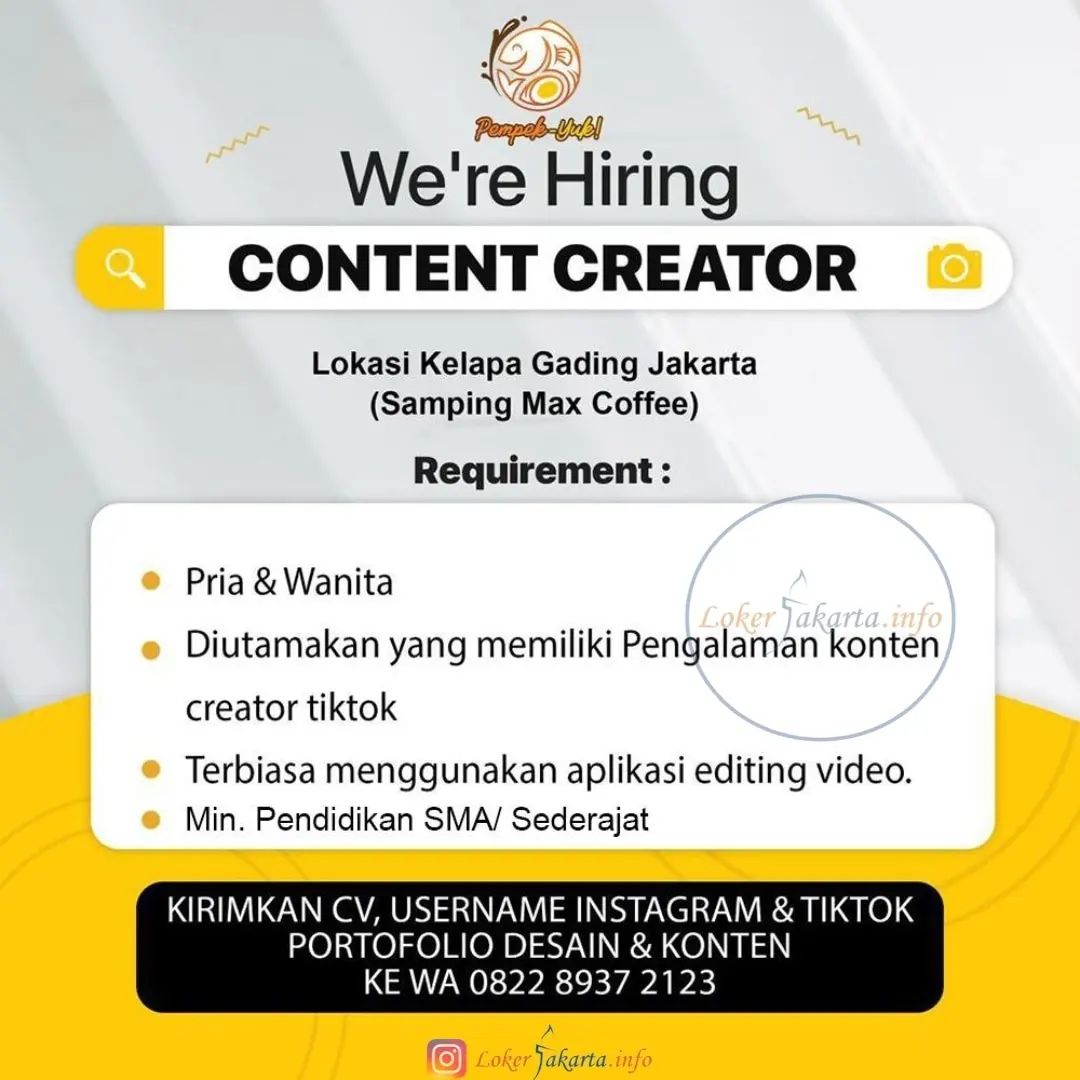 Pempek-Yuk!
We're Hiring
CONTENT CREATOR
Lokasi Kelapa Gading Jakarta
(Samping Max Coffee)
Requirement :
Pria & Wanita
Loker Jakarta.info
Diutamakan yang memiliki Pengalaman konten
creator tiktok
Terbiasa menggunakan aplikasi editing video.
Min. Pendidikan SMA/ Sederajat
KIRIMKAN CV, USERNAME INSTAGRAM & TIKTOK
PORTOFOLIO DESAIN & KONTEN
KE WA 0822 8937 2123
Loker Jakarta.info